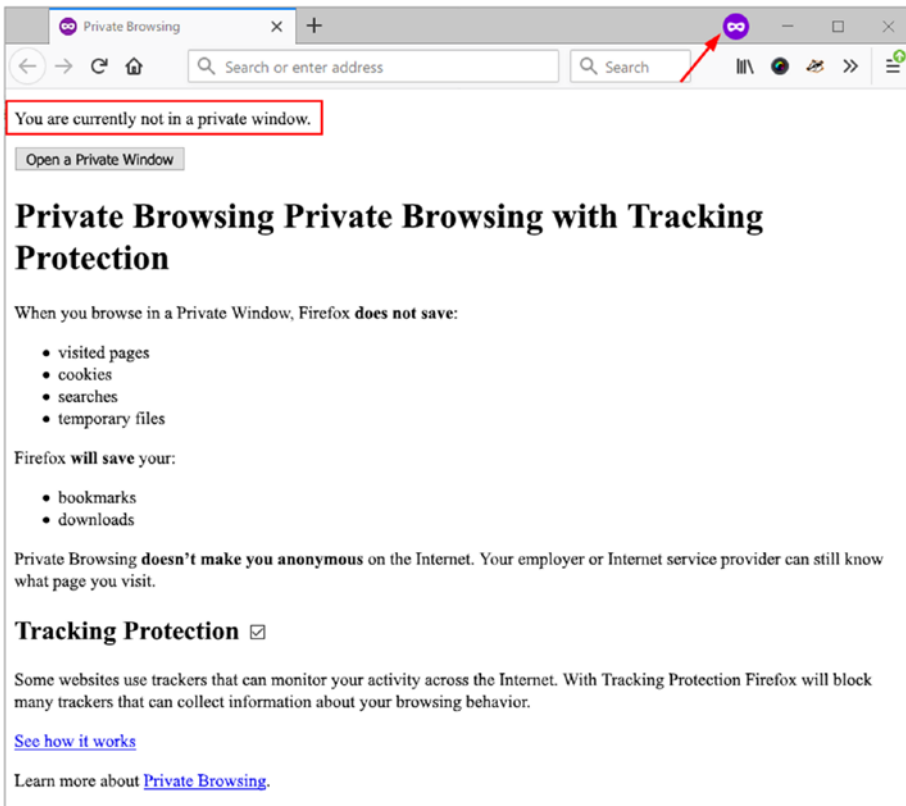 Private Browsing
Search or enter address
Search
You are currently not in a private window.
Open a Private Window
Private Browsing Private Browsing with Tracking
Protection
When you browse in a Private Window, Firefox does not save:
visited pages
cookies
searches
temporary files
Firefox will save your:
bookmarks
downloads
Private Browsing doesn’t make you anonymous on the Internet. Your employer or Internet service provider can still know
what page you visit.
Tracking Protection
Some websites use trackers that can monitor your activity across the Internet. With Tracking Protection Firefox will block
many trackers that can collect information about your browsing behavior.
See how it works
Learn more about Private Browsing.